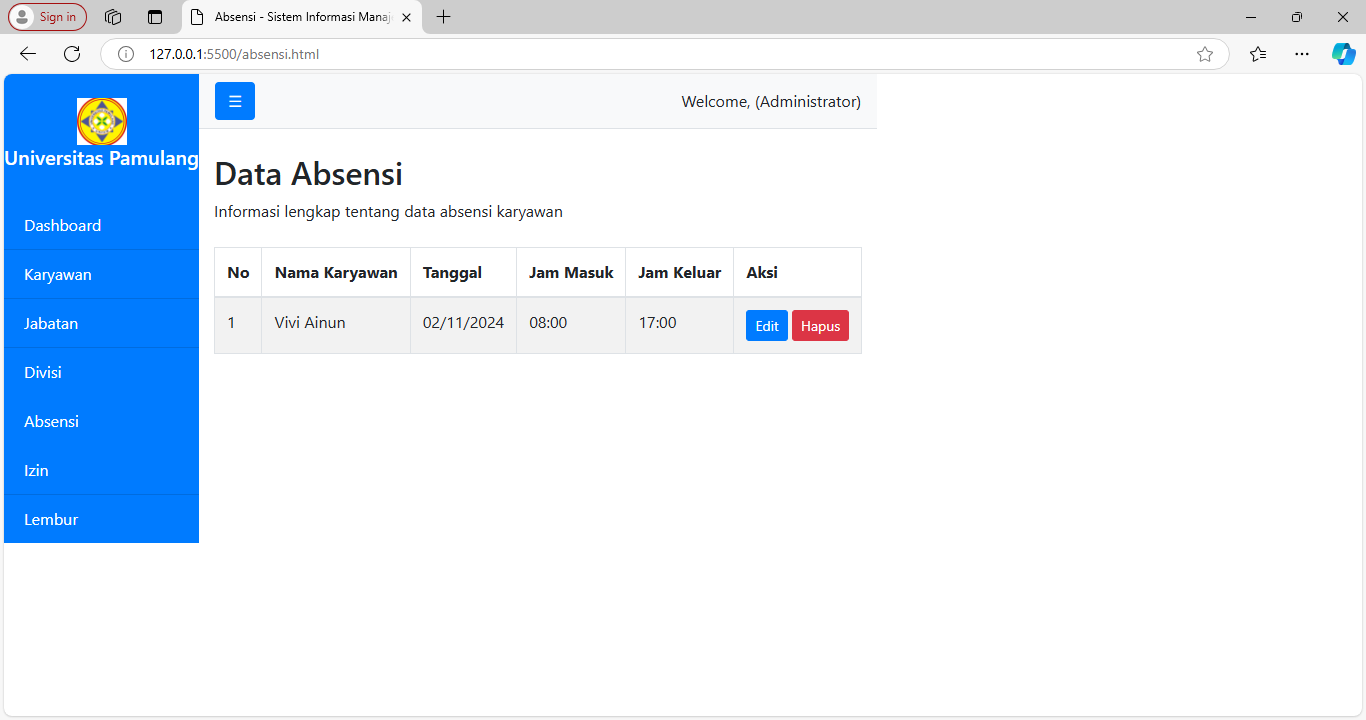 Sign in
Absensi - Sistem Informasi Manaj
127.0.0.1:5500/absensi.html
☰
Welcome, (Administrator)
Universitas Pamulang
Dashboard
Karyawan
Jabatan
Divisi
Absensi
Izin
Lembur
Data Absensi
Informasi lengkap tentang data absensi karyawan
No Nama Karyawan Tanggal Jam Masuk Jam Keluar Aksi
1 Vivi Ainun 02/11/2024 08:00 17:00 Edit Hapus